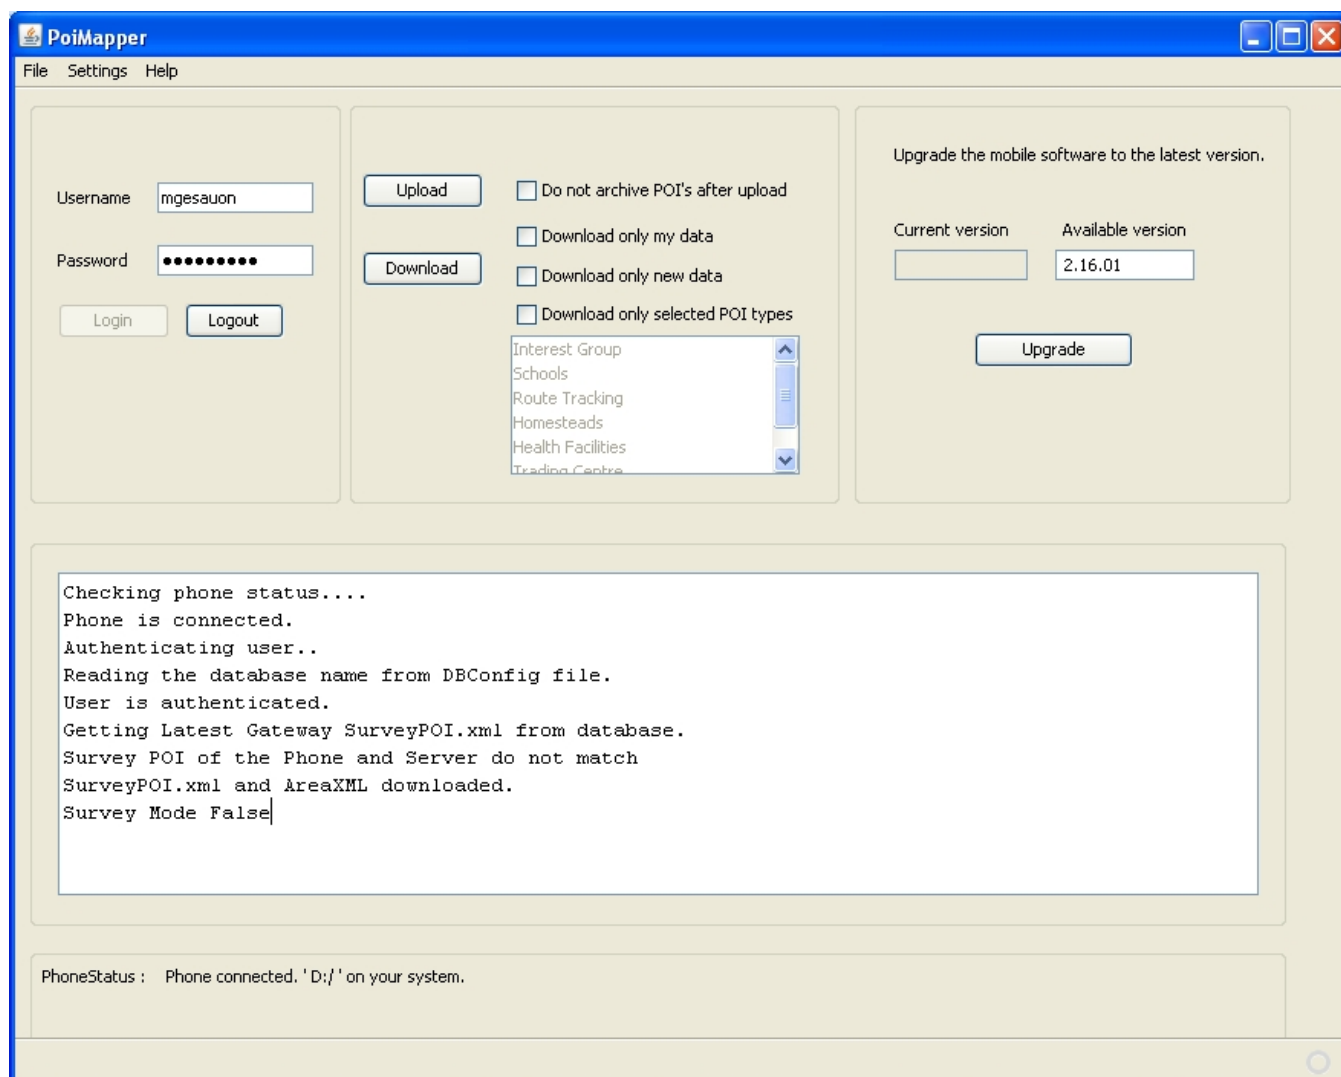 PoiMapper
File Settings Help
Username mgesauon
Password •••••••••
Login Logout
Upload
Download
Do not archive POI's after upload
Download only my data
Download only new data
Download only selected POI types
Interest Group
Schools
Route Tracking
Homesteads
Health Facilities
Trading Centre
Upgrade the mobile software to the latest version.
Current version Available version
2.16.01
Upgrade
Checking phone status....
Phone is connected.
Authenticating user..
Reading the database name from DBConfig file.
User is authenticated.
Getting Latest Gateway SurveyPOI.xml from database.
Survey POI of the Phone and Server do not match
SurveyPOI.xml and AreaXML downloaded.
Survey Mode False
PhoneStatus : Phone connected. ' D:/ ' on your system.